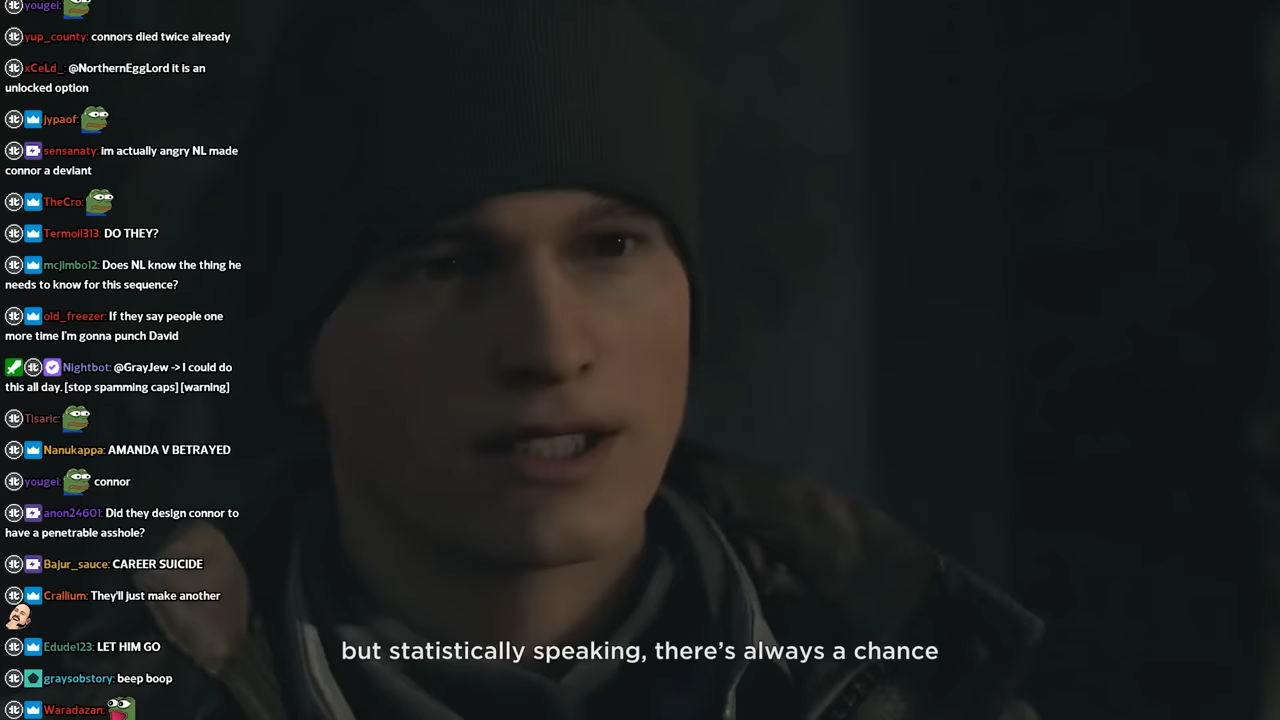 yougei:
yup_county: connors died twice already
xCeLd_: @NorthernEggLord it is an
unlocked option
Jypaof:
sensanaty: im actually angry NL made
connor a deviant
TheCro:
Termoil313: DO THEY?
mcjimbo12: Does NL know the thing he
needs to know for this sequence?
old_freezer: If they say people one
more time I'm gonna punch David
Nightbot: @GrayJew -> I could do
this all day. [stop spamming caps] [warning]
Tisaric:
Nanukappa: AMANDA V BETRAYED
yougei: connor
anon24601: Did they design connor to
have a penetrable asshole?
Bajur_sauce: CAREER SUICIDE
Crallium: They'll just make another
Edude123: LET HIM GO
graysobstory: beep boop
Waradazan:
but statistically speaking, there's always a chance